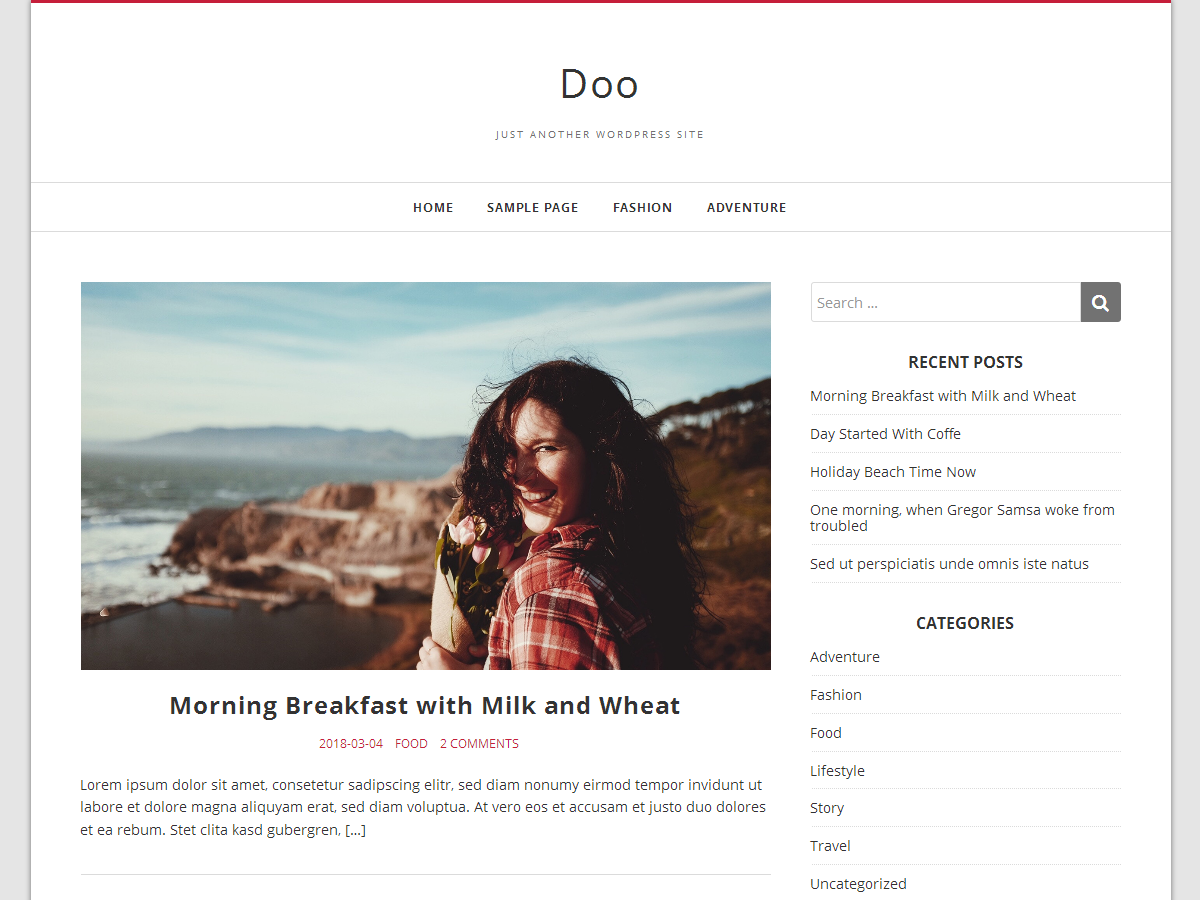 Doo
JUST ANOTHER WORDPRESS SITE
HOME SAMPLE PAGE FASHION ADVENTURE
Morning Breakfast with Milk and Wheat
2018-03-04 FOOD 2 COMMENTS
Lorem ipsum dolor sit amet, consetetur sadipscing elitr, sed diam nonumy eirmod tempor invidunt ut
labore et dolore magna aliquyam erat, sed diam voluptua. At vero eos et accusam et justo duo dolores
et ea rebum. Stet clita kasd gubergren, [...]
Search ...
RECENT POSTS
Morning Breakfast with Milk and Wheat
Day Started With Coffe
Holiday Beach Time Now
One morning, when Gregor Samsa woke from
troubled
Sed ut perspiciatis unde omnis iste natus
CATEGORIES
Adventure
Fashion
Food
Lifestyle
Story
Travel
Uncategorized